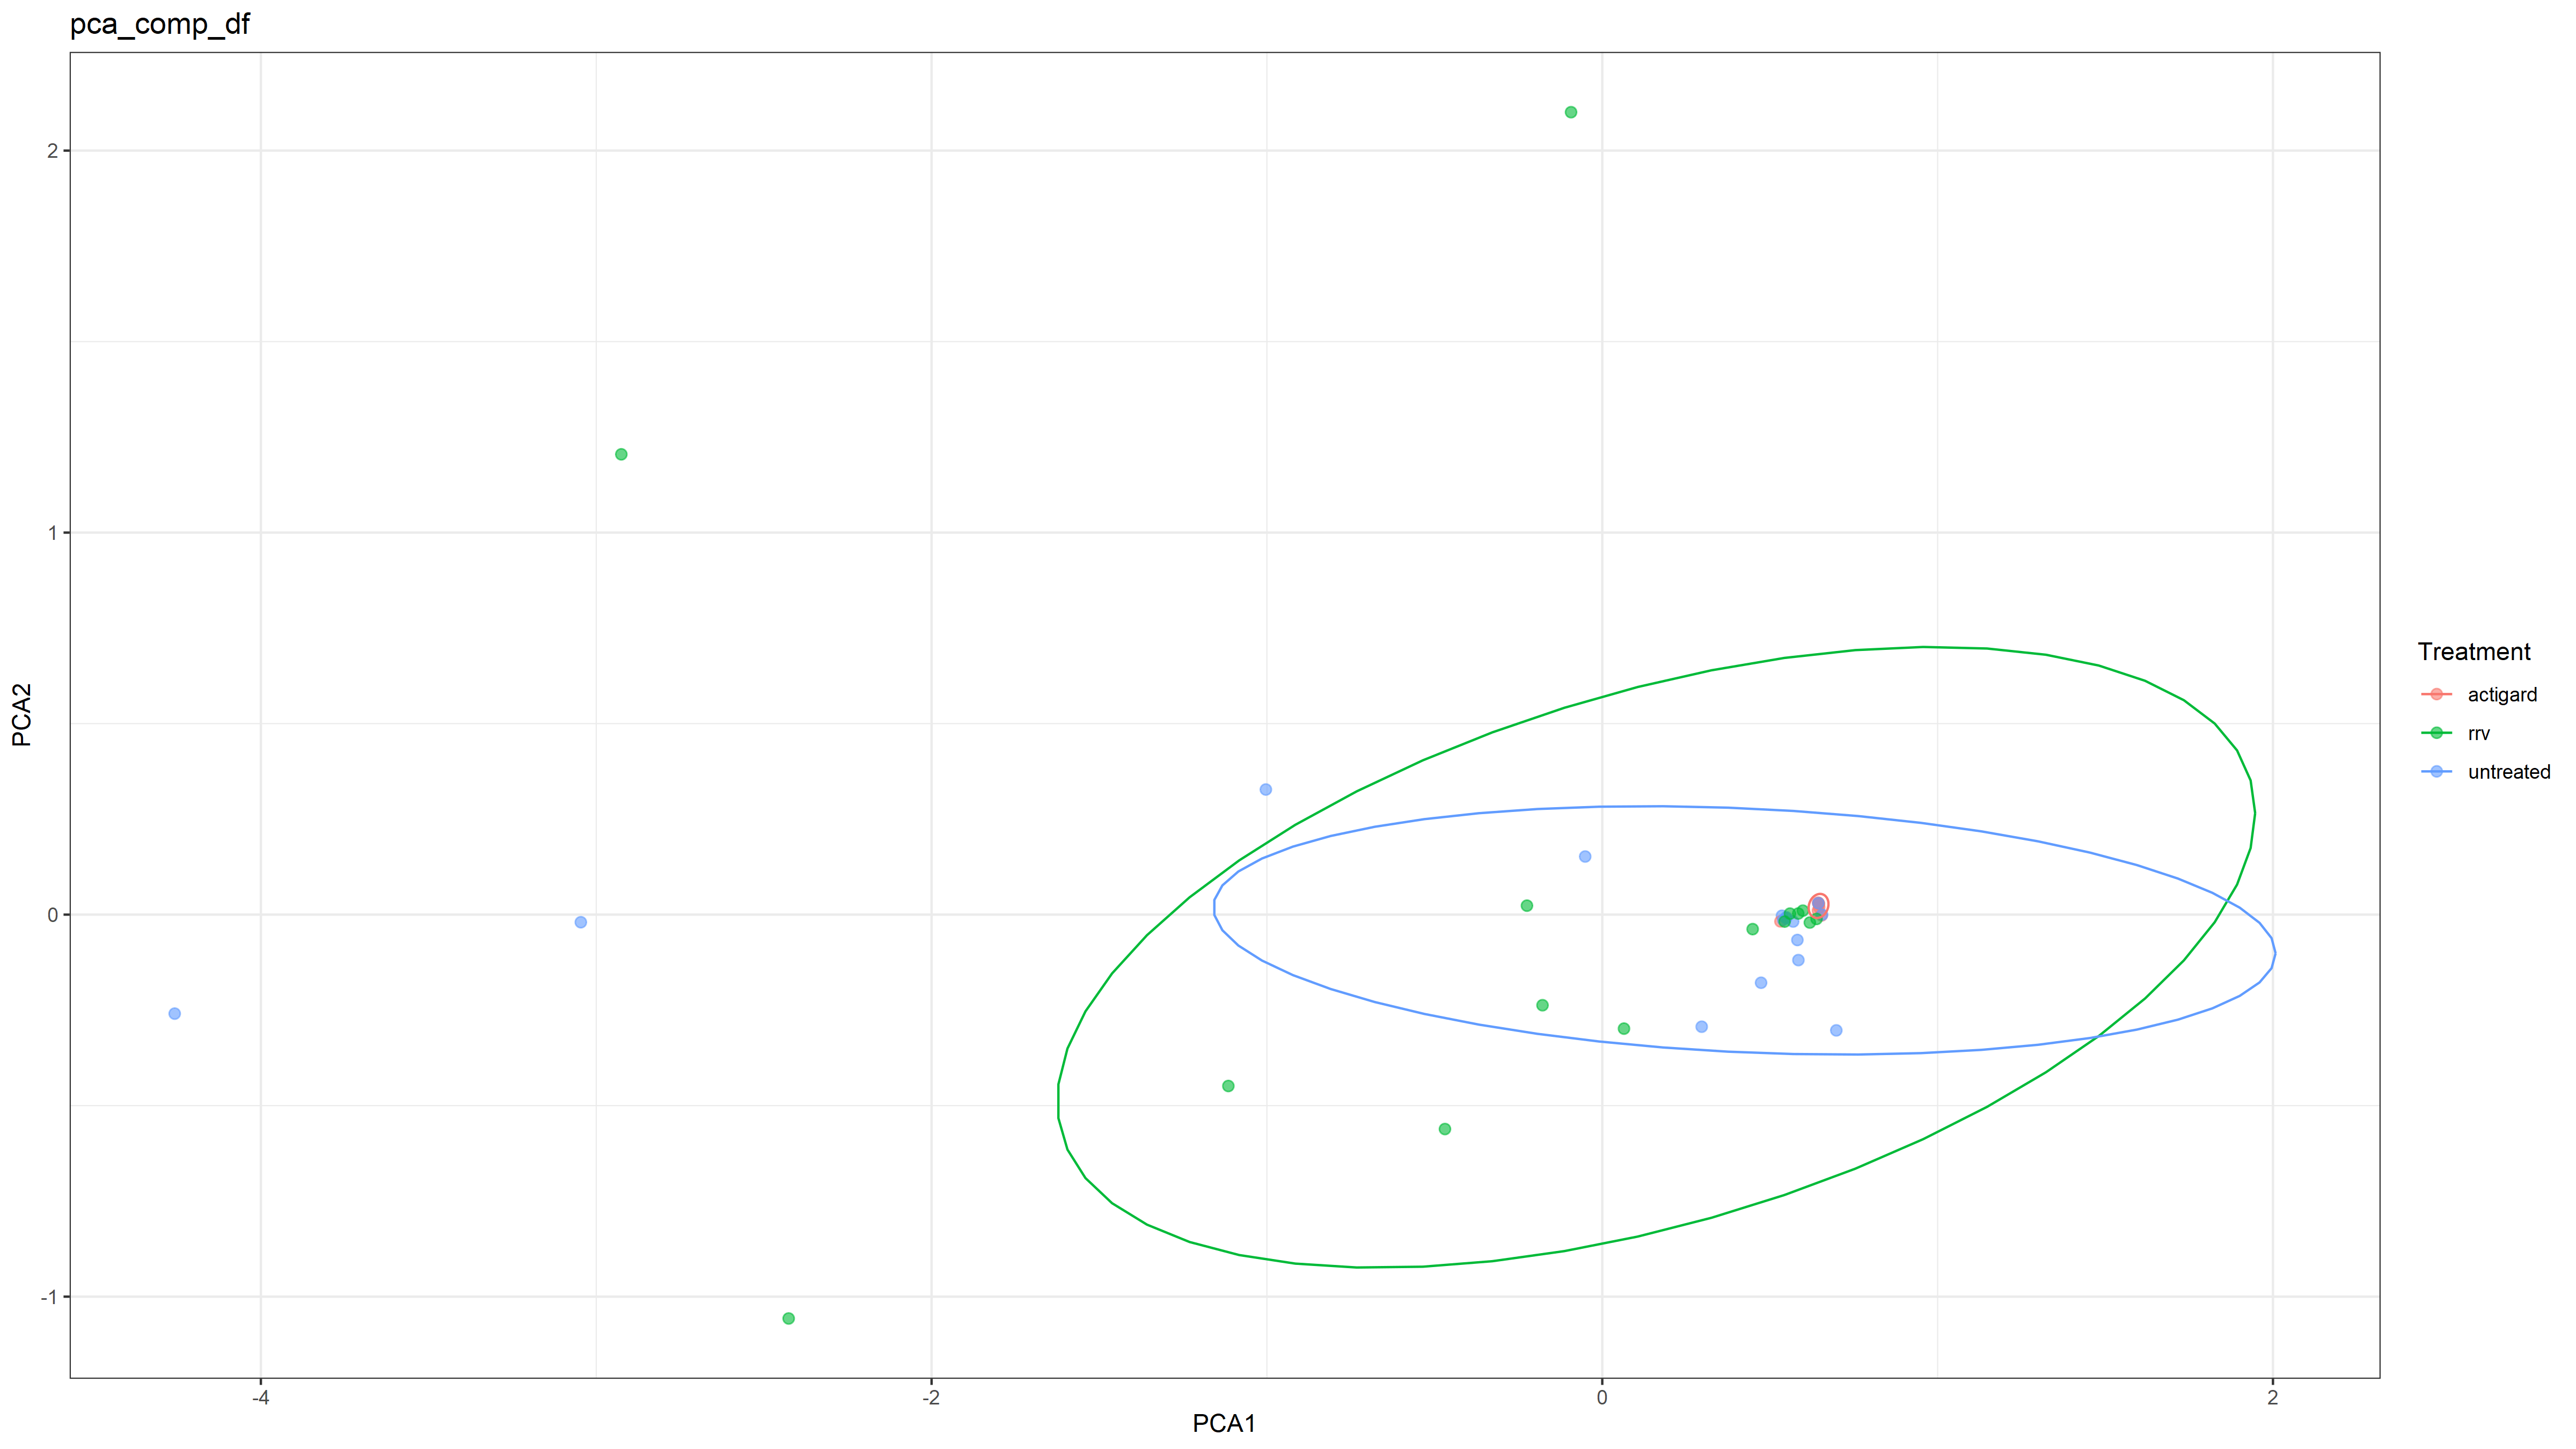 pca_comp_df
2
1
0
-1
PCA2
-4
-2
0
2
PCA1
Treatment
actigard
rrv
untreated